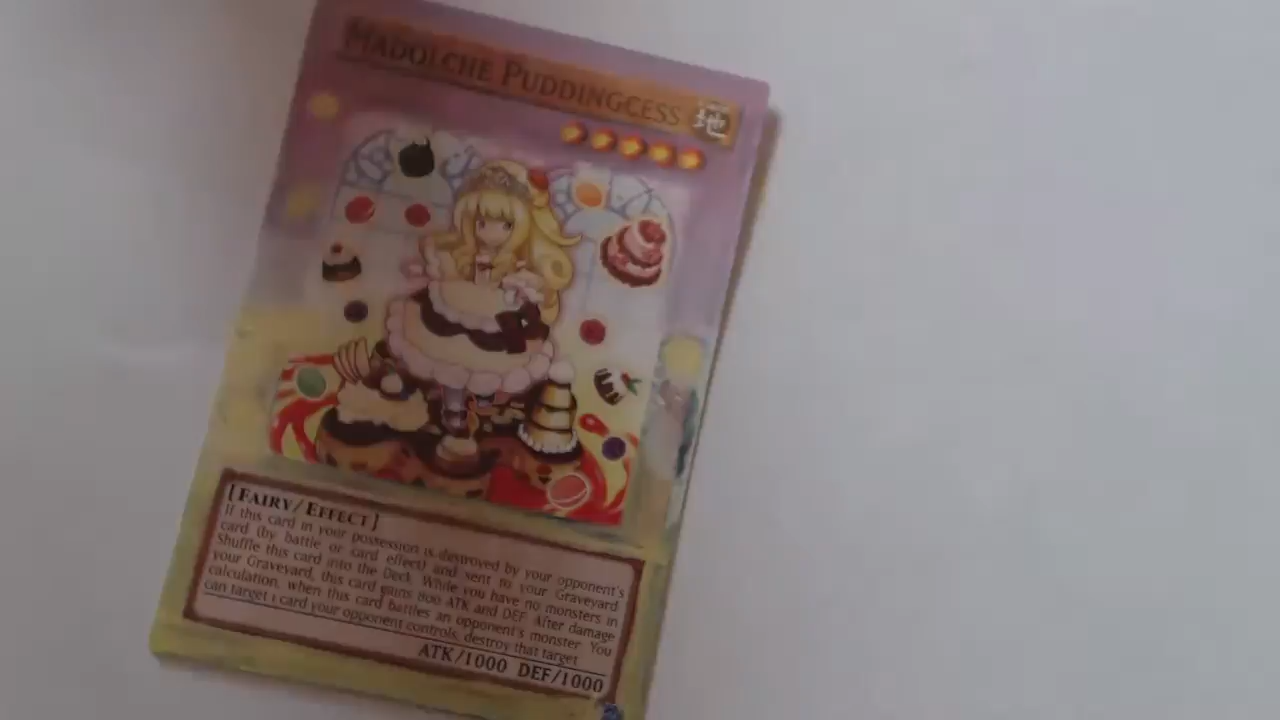 MADOLCHE PUDDINGCESS
地
[FAIRY/EFFECT]
If this card in your possession is destroyed by your opponent's
card (by battle or card effect) and sent to your Graveyard
Shuffle this card into the Deck. While you have no monsters in
your Graveyard, this card gains 800 ATK and DEF. After damage
calculation, when this card battles an opponent's monster: You
can target 1 card your opponent controls, destroy that target
ATK/1000 DEF/1000